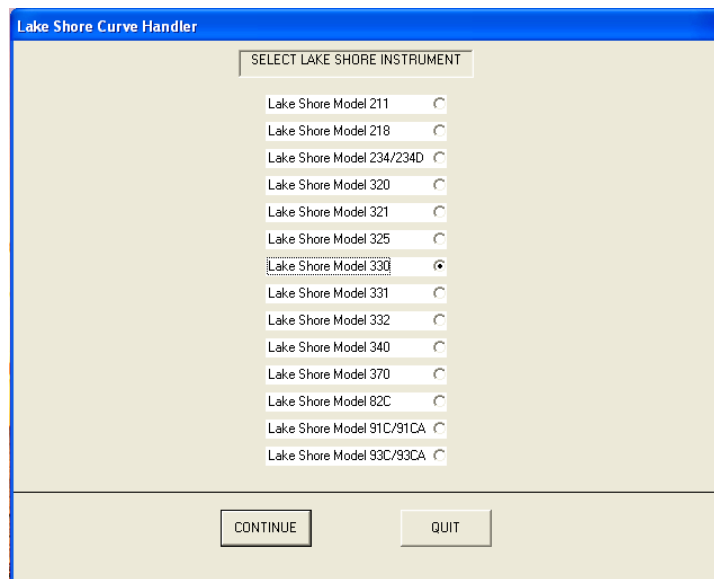 Lake Shore Curve Handler
SELECT LAKE SHORE INSTRUMENT
Lake Shore Model 211
Lake Shore Model 218
Lake Shore Model 234/234D
Lake Shore Model 320
Lake Shore Model 321
Lake Shore Model 325
Lake Shore Model 330
Lake Shore Model 331
Lake Shore Model 332
Lake Shore Model 340
Lake Shore Model 370
Lake Shore Model 82C
Lake Shore Model 91C/91CA
Lake Shore Model 93C/93CA
CONTINUE QUIT